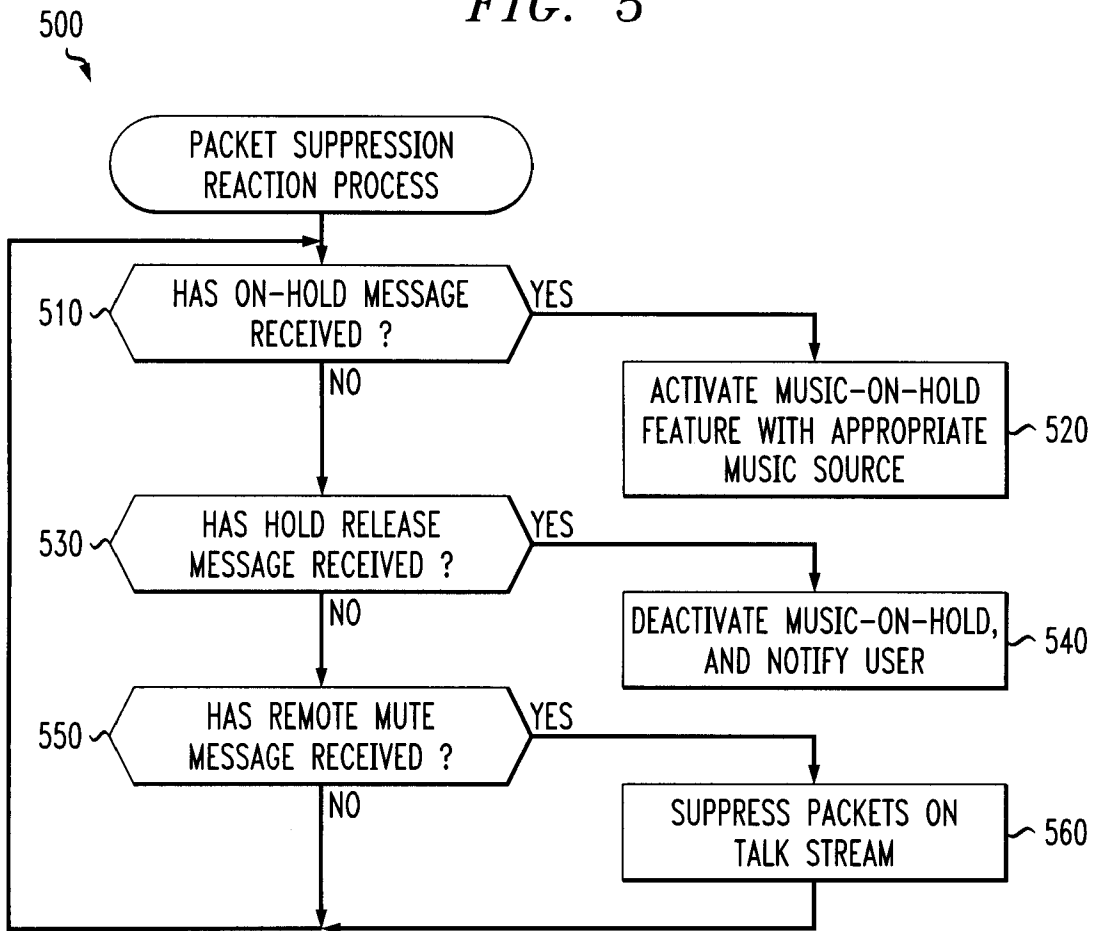 FIG. 5
500
PACKET SUPPRESSION
REACTION PROCESS
510
HAS ON-HOLD MESSAGE
RECEIVED ?
YES
NO
ACTIVATE MUSIC-ON-HOLD
FEATURE WITH APPROPRIATE
MUSIC SOURCE
520
530
HAS HOLD RELEASE
MESSAGE RECEIVED ?
YES
NO
DEACTIVATE MUSIC-ON-HOLD,
AND NOTIFY USER
540
550
HAS REMOTE MUTE
MESSAGE RECEIVED ?
YES
NO
SUPPRESS PACKETS ON
TALK STREAM
560